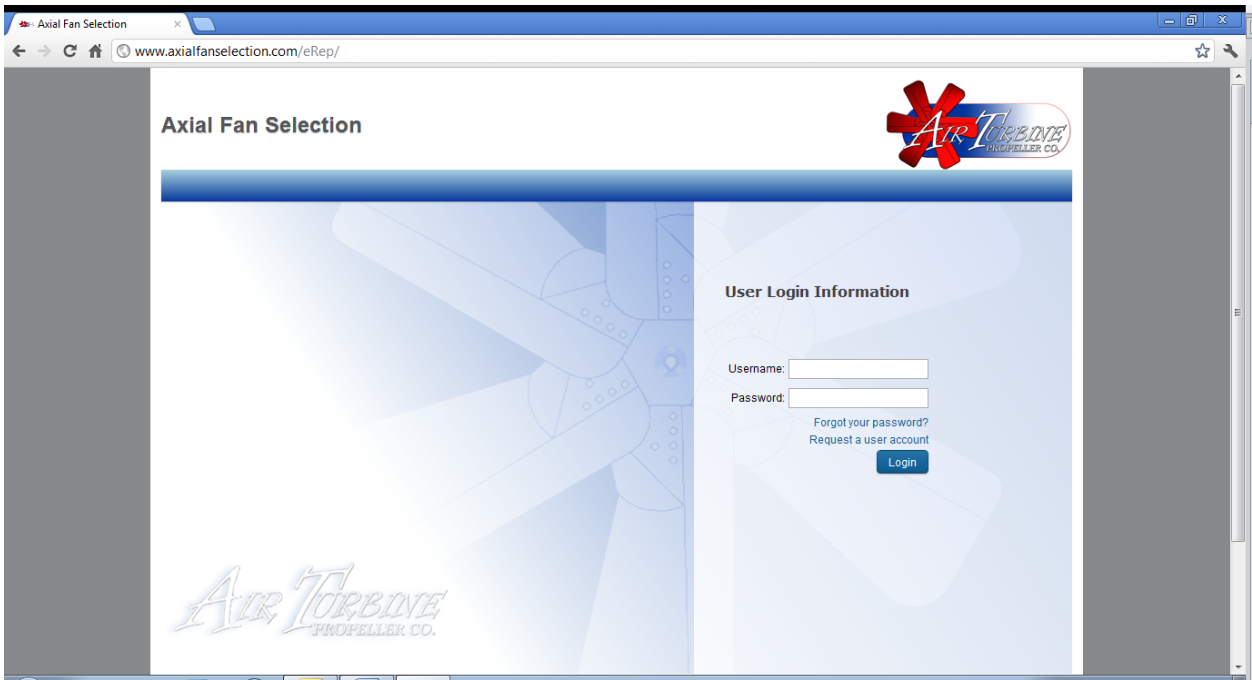 Axial Fan Selection
www.axialfanselection.com/eRep/
Axial Fan Selection
AIR TURBINE
PROPELLER CO.
User Login Information
Username:
Password:
Forgot your password?
Request a user account
Login
AIR TURBINE
PROPELLER CO.